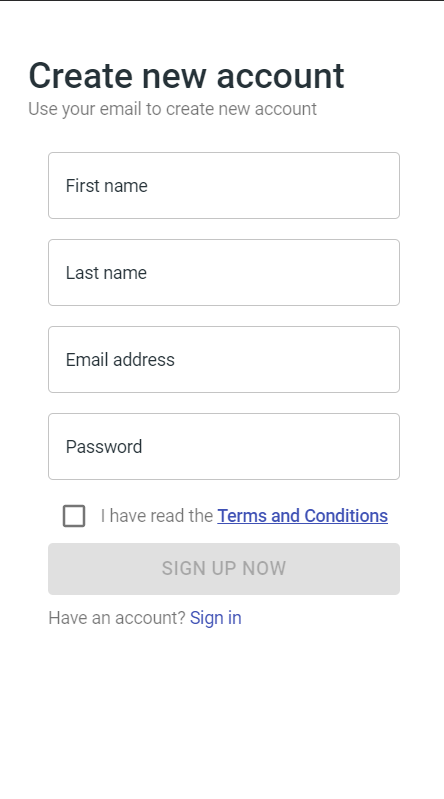 Create new account
Use your email to create new account
First name
Last name
Email address
Password
I have read the Terms and Conditions
SIGN UP NOW
Have an account? Sign in